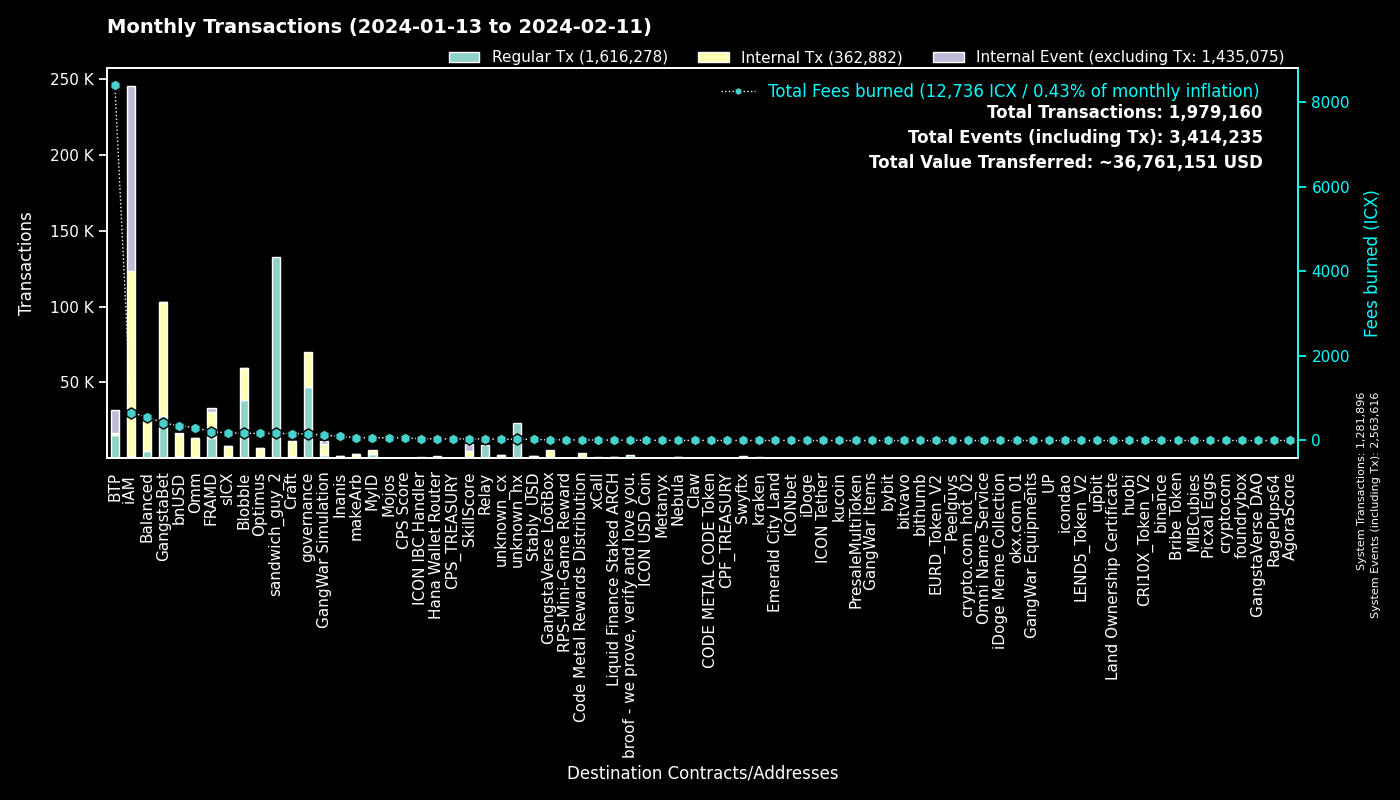 Monthly Transactions (2024-01-13 to 2024-02-11)
Regular Tx (1,616,278)
Internal Tx (362,882)
Internal Event (excluding Tx: 1,435,075)
Total Fees burned (12,736 ICX / 0.43% of monthly inflation)
Total Transactions: 1,979,160
Total Events (including Tx): 3,414,235
Total Value Transferred: ~36,761,151 USD
Transactions
250 K
200 K
150 K
100 K
50 K
8000
6000
4000
2000
0
Fees burned (ICX)
System Transactions: 1,281,896
System Events (including Tx): 2,563,616
BTP
IAM
Balanced
GangstaBet
bnUSD
Omm
FRAMD
sICX
Blobble
Optimus
sandwich_guy_2
Craft
governance
GangWar Simulation
Inanis
makeArb
MyID
Mojos
CPS Score
ICON IBC Handler
Hana Wallet Router
CPS_TREASURY
SkillScore
Relay
unknown_cx
unknown_hx
Stably_USD
GangstaVerse LootBox
RPS-Mini-Game Reward
Code Metal Rewards Distribution
xCall
Liquid Finance Staked ARCH
broof - we prove, verify and love you.
ICON USD Coin
Metanyx
Nebula
Claw
CODE METAL CODE Token
CPF_TREASURY
Swyftx
kraken
Emerald City Land
ICONbet
iDoge
ICON Tether
kucoin
PresaleMultiToken
GangWar Items
bybit
bitvavo
bithumb
EURD_Token_V2
Peelgnys
crypto.com_hot_02
Omni Name Service
iDoge Meme Collection
okx.com_01
GangWar Equipments
UP
icondao
LEND5_Token_V2
upbit
Land Ownership Certificate
huobi
CRI10X_Token_V2
binance
Bribe Token
MIBCubies
Picxal Eggs
cryptocom
foundrybox
GangstaVerse DAO
RagePups64
AgoraScore
Destination Contracts/Addresses